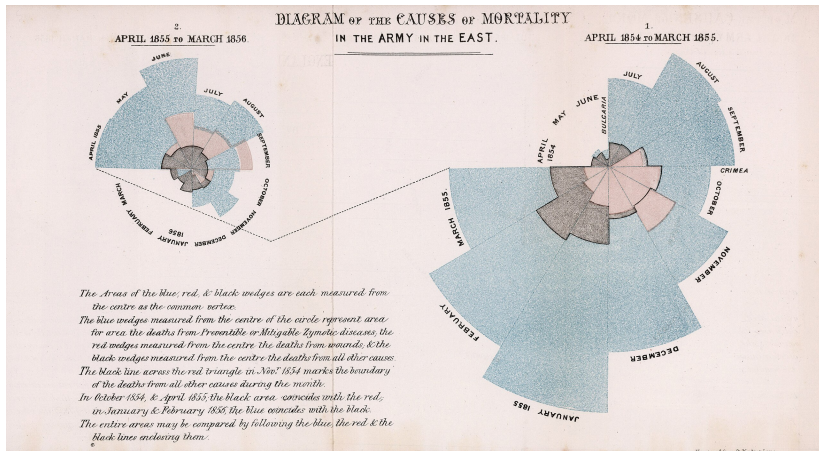 DIAGRAM OF THE CAUSES OF MORTALITY
IN THE ARMY IN THE EAST.
2.
APRIL 1855 TO MARCH 1856.
1.
APRIL 1854 TO MARCH 1855.
APRIL 1855
MAY
JUNE
JULY
AUGUST
SEPTEMBER
OCTOBER
NOVEMBER
DECEMBER
JANUARY 1856
FEBRUARY
MARCH
APRIL 1854
MAY
JUNE
BULGARIA
JULY
AUGUST
SEPTEMBER
CRIMEA
OCTOBER
NOVEMBER
DECEMBER
JANUARY 1855
FEBRUARY
MARCH 1855.
The Areas of the blue, red, & black wedges are each measured from
the centre as the common vertex.
The blue wedges measured from the centre of the circle represent area
for area the deaths from Preventible or Mitigable Zymotic diseases, the
red wedges measured from the centre the deaths from wounds, & the
black wedges measured from the centre the deaths from all other causes.
The black line across the red triangle in Novr. 1854 marks the boundary
of the deaths from all other causes during the month.
In October 1854, & April 1855, the black area coincides with the red,
in January & February 1856, the blue coincides with the black.
The entire areas may be compared by following the blue, the red & the
black lines enclosing them.